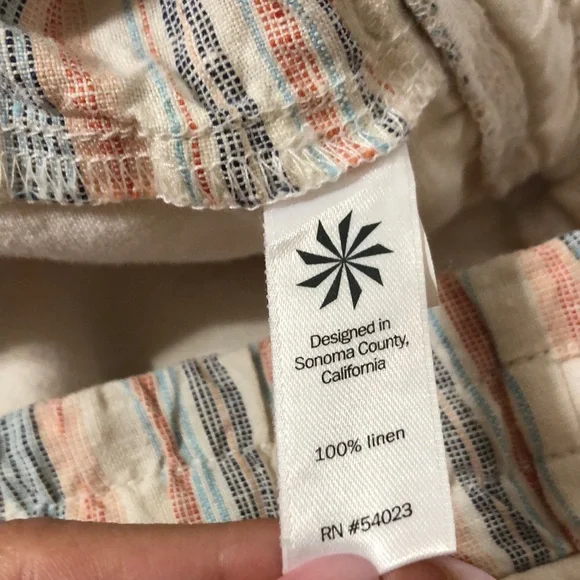 Designed in
Sonoma County,
California
100% linen
RN #54023